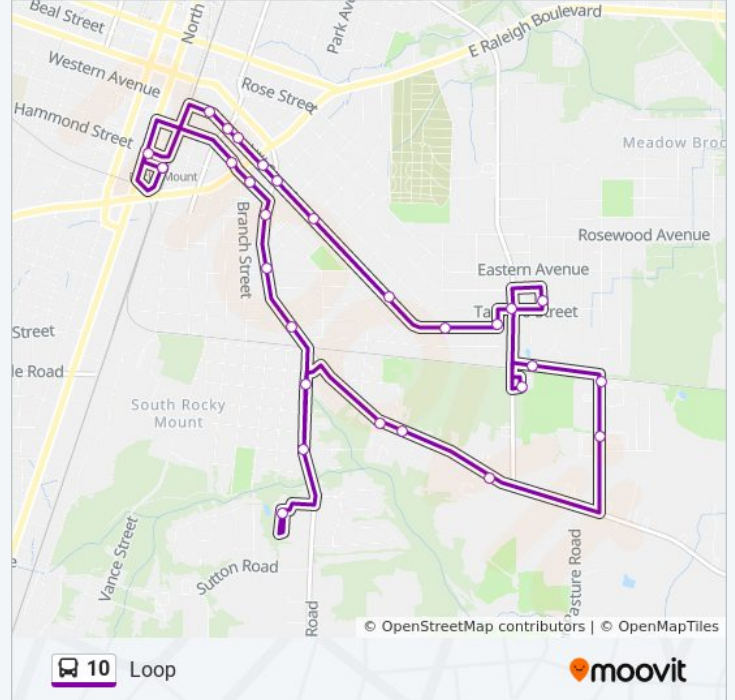 Beal Street
North
Park Ave
E Raleigh Boulevard
Western Avenue
Rose Street
Hammond Street
Meadow Broo
Mount
Branch Street
Rosewood Avenue
Eastern Avenue
Ta
Street
Street
le Road
South Rocky
Mount
Vance Street
Sutton Road
Road
Pasture Road
e
© OpenStreetMap contributors | © OpenMapTiles
10 Loop
moovit